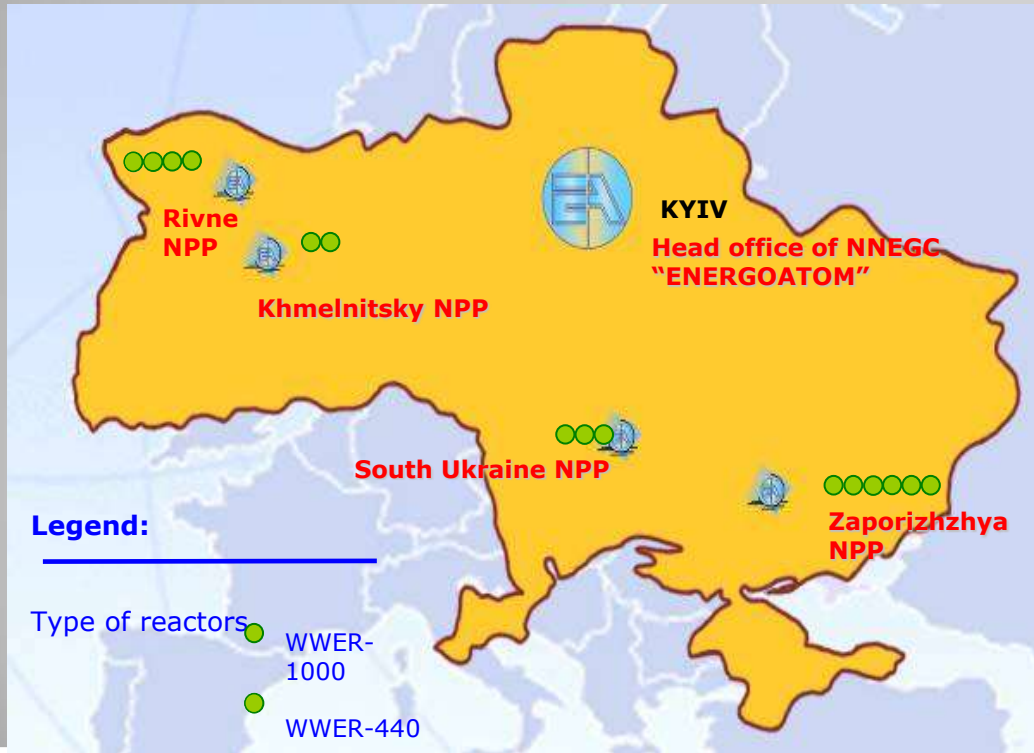 KYIV
Head office of NNEGC
“ENERGOATOM”
Rivne
NPP
Khmelnitsky NPP
South Ukraine NPP
Zaporizhzhya
NPP
Legend:
Type of reactors
WWER-
1000
WWER-440